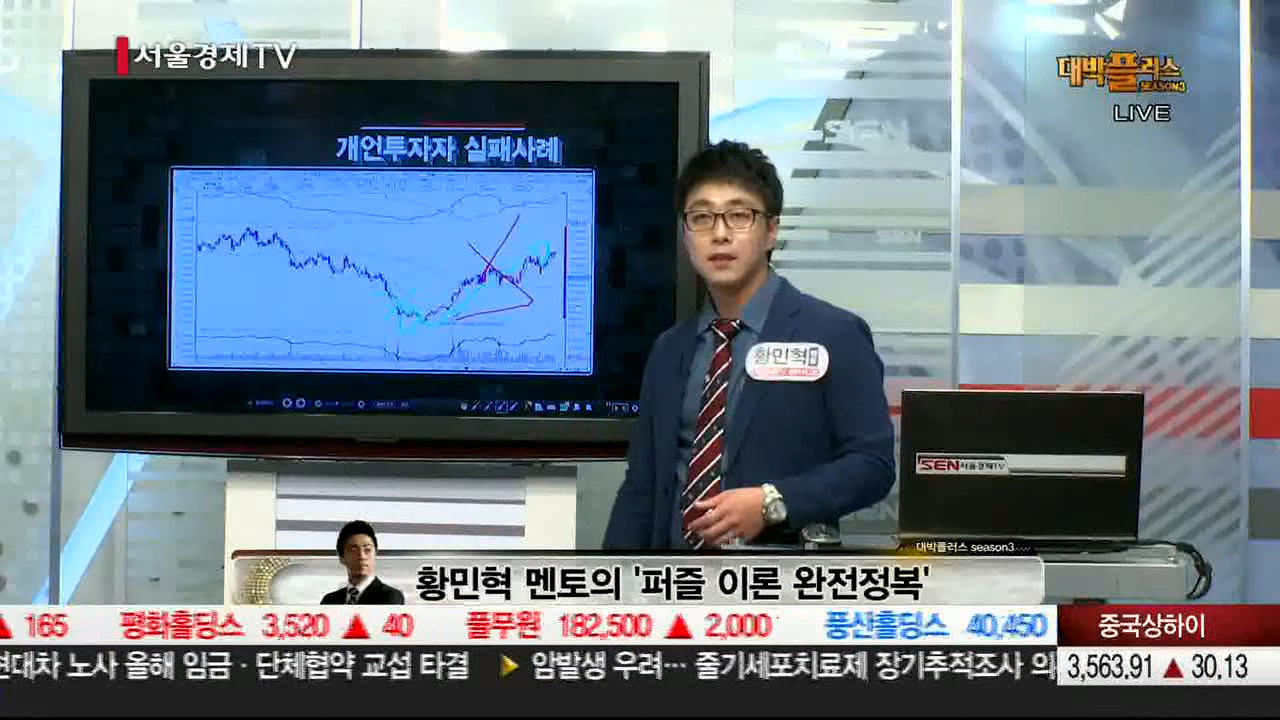 서울경제TV
대박플러스
SEASON3
LIVE
개인투자자 실패사례
황민혁
SEN 서울경제TV
대박플러스 season3
황민혁 멘토의 '퍼즐 이론 완전정복'
▲ 165 평화홀딩스 3,520 ▲ 40 풀무원 182,500 ▲ 2,000 풍산홀딩스 40,450
중국상하이
현대차 노사 올해 임금·단체협약 교섭 타결 ▶ 암발생 우려… 줄기세포치료제 장기추적조사 의
3,563.91 ▲ 30.13